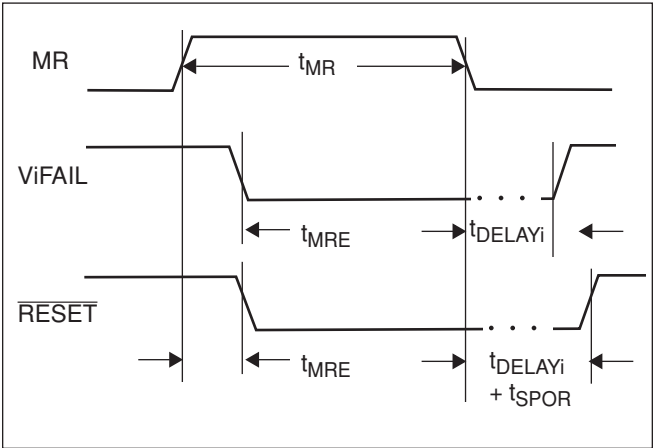 MR
tMR
ViFAIL
tMRE
tDELAYi
RESET
tMRE
tDELAYi
+ tSPOR